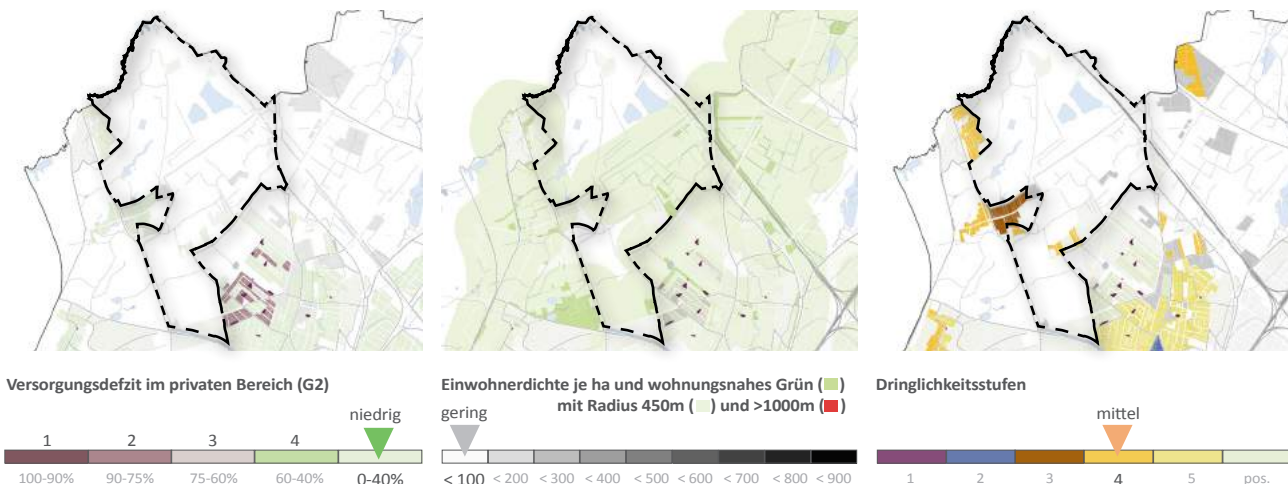 Versorgungsdefzit im privaten Bereich (G2)
niedrig
1 2 3 4
100-90% 90-75% 75-60% 60-40% 0-40%
Einwohnerdichte je ha und wohnungsnahes Grün ( )
mit Radius 450m ( ) und >1000m ( )
gering
< 100 < 200 < 300 < 400 < 500 < 600 < 700 < 800 < 900
Dringlichkeitsstufen
mittel
1 2 3 4 5 pos.